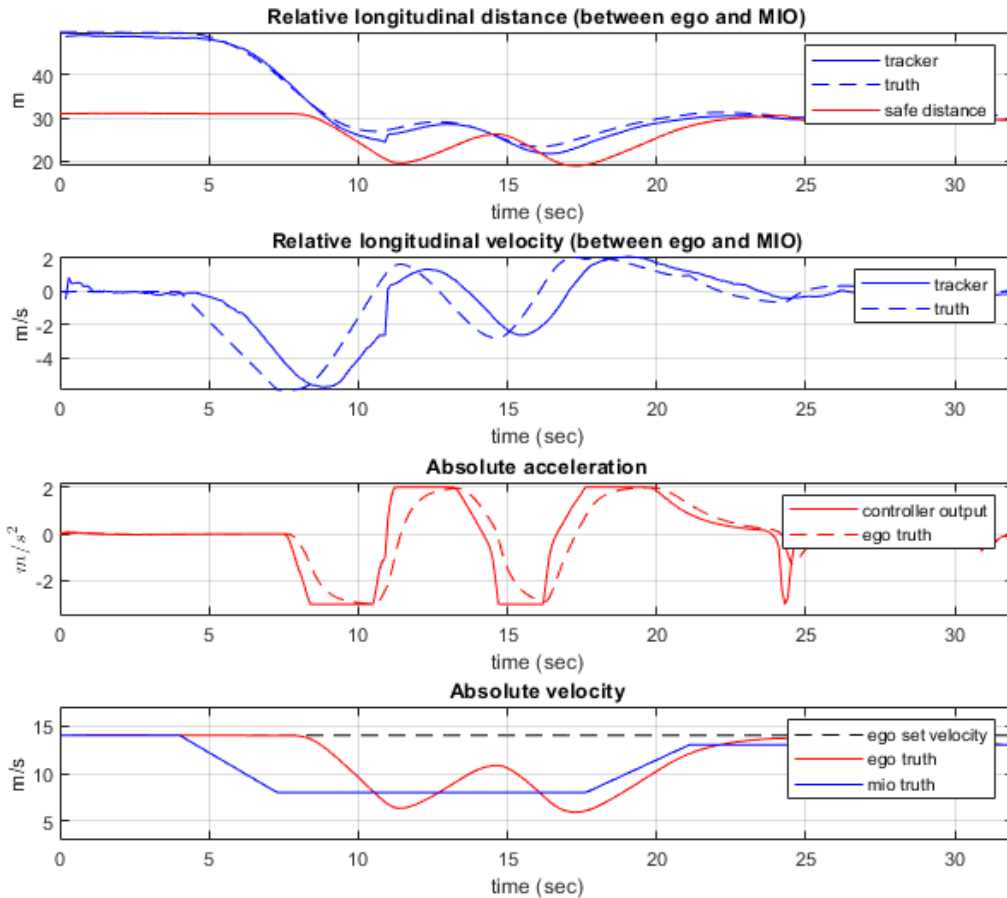 Relative longitudinal distance (between ego and MIO)
m
40
30
20
tracker
truth
safe distance
0 5 10 15 20 25 30
time (sec)
Relative longitudinal velocity (between ego and MIO)
m/s
2
0
-2
-4
tracker
truth
0 5 10 15 20 25 30
time (sec)
Absolute acceleration
m/s²
2
0
-2
controller output
ego truth
0 5 10 15 20 25 30
time (sec)
Absolute velocity
m/s
15
10
5
ego set velocity
ego truth
mio truth
0 5 10 15 20 25 30
time (sec)